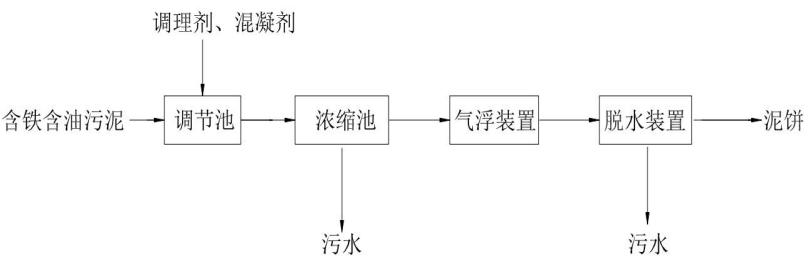 调理剂、混凝剂
含铁含油污泥
调节池
浓缩池
气浮装置
脱水装置
泥饼
污水
污水